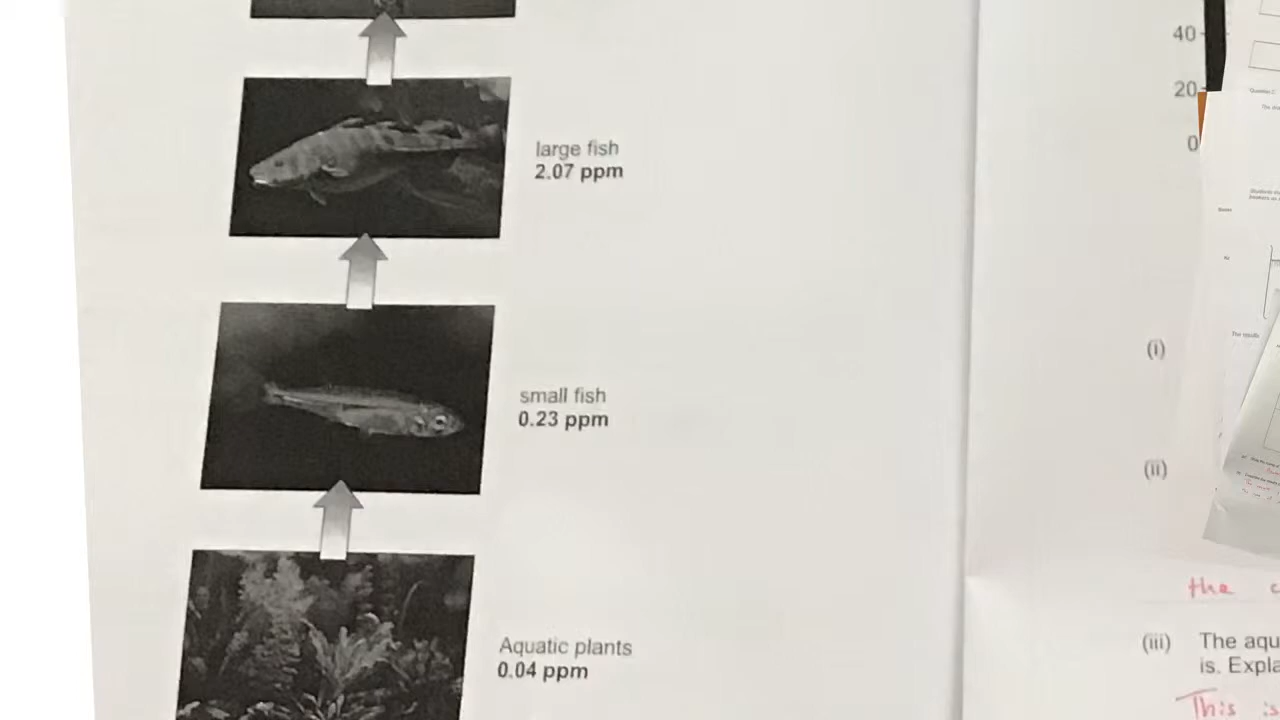 large fish
2.07 ppm
small fish
0.23 ppm
Aquatic plants
0.04 ppm
40
20
0
(i)
(ii)
the
(iii) The aqu
is. Expla
This is